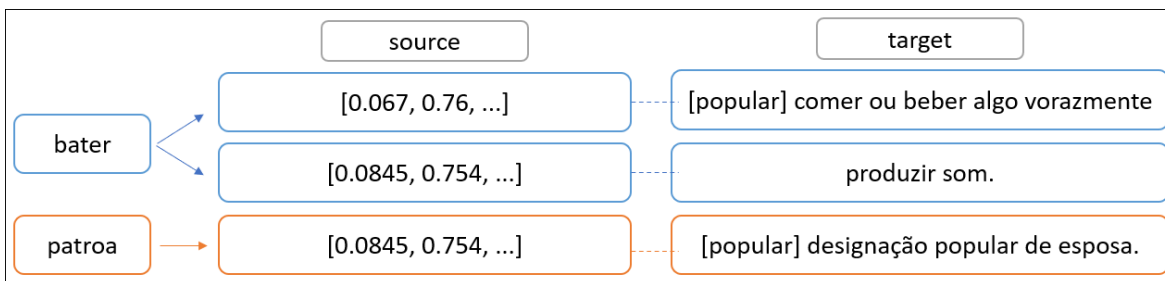 source
target
[0.067, 0.76, ...]
[popular] comer ou beber algo vorazmente
bater
[0.0845, 0.754, ...]
produzir som.
patroa
[0.0845, 0.754, ...]
[popular] designação popular de esposa.